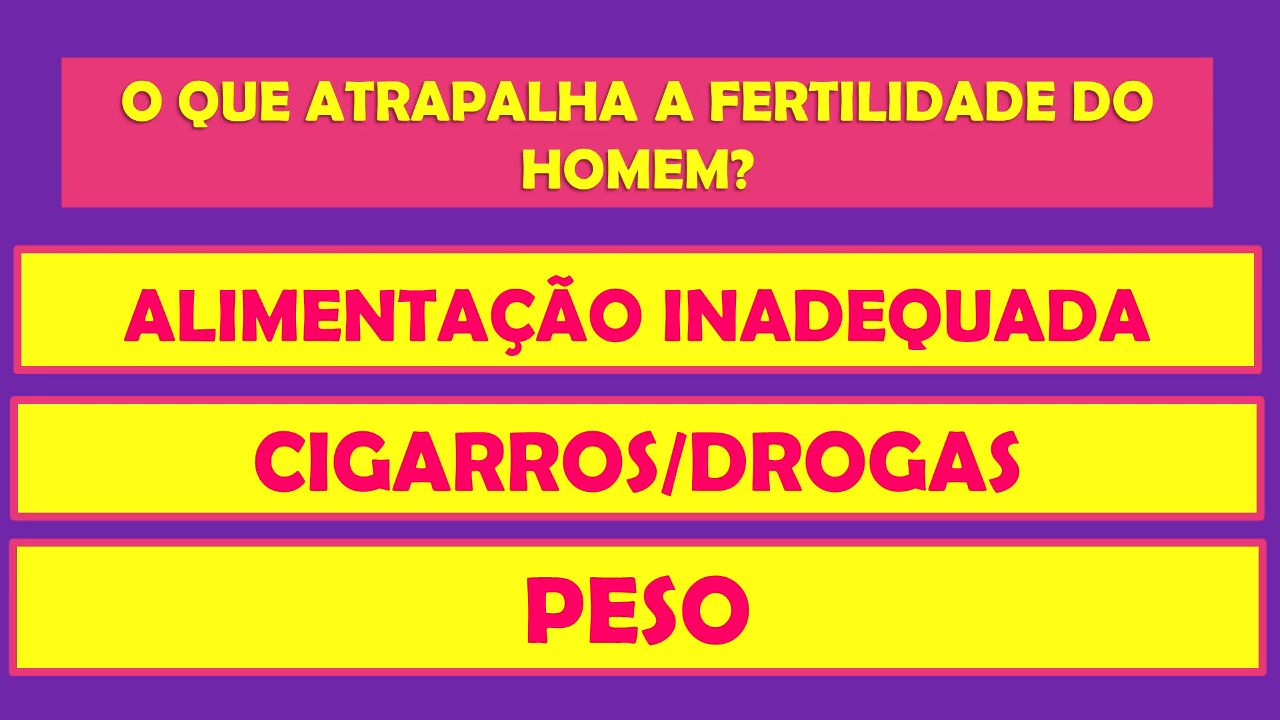 O QUE ATRAPALHA A FERTILIDADE DO
HOMEM?
ALIMENTAÇÃO INADEQUADA
CIGARROS/DROGAS
PESO